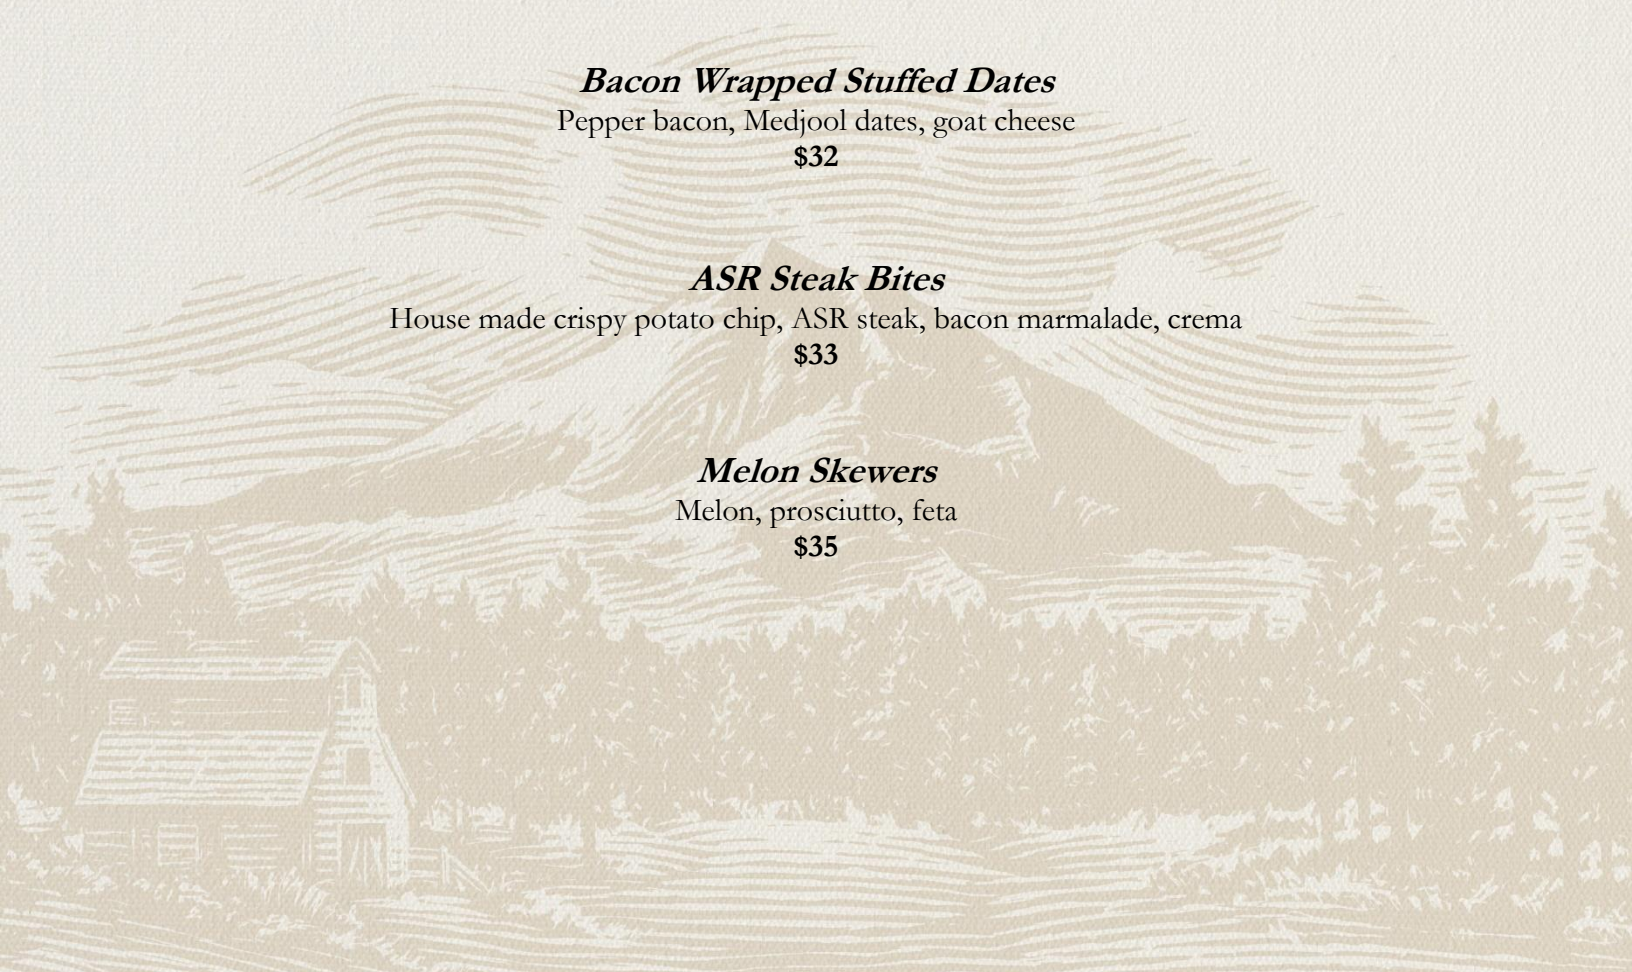 Bacon Wrapped Stuffed Dates
Pepper bacon, Medjool dates, goat cheese
$32
ASR Steak Bites
House made crispy potato chip, ASR steak, bacon marmalade, crema
$33
Melon Skewers
Melon, prosciutto, feta
$35